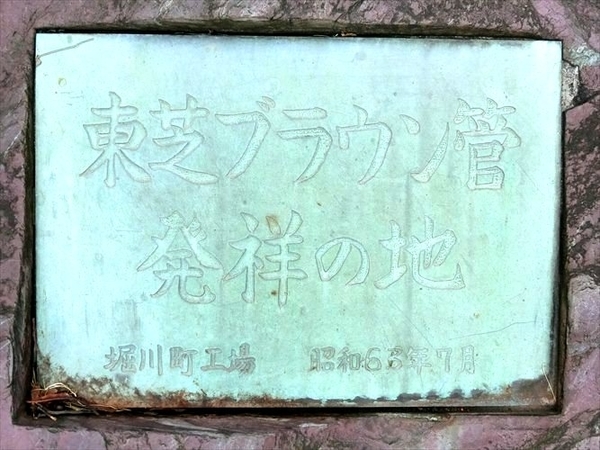 東芝ブラウン管
発祥の地
堀川町工場 昭和63年7月